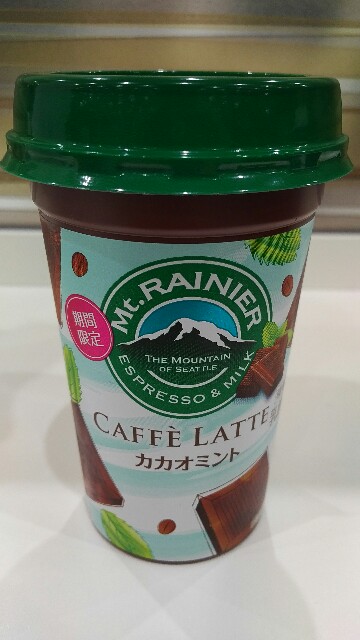 Mt. RAINIER
THE MOUNTAIN
OF SEATTLE
ESPRESSO & MILK
期間
限定
CAFFÈ LATTE
カカオミント